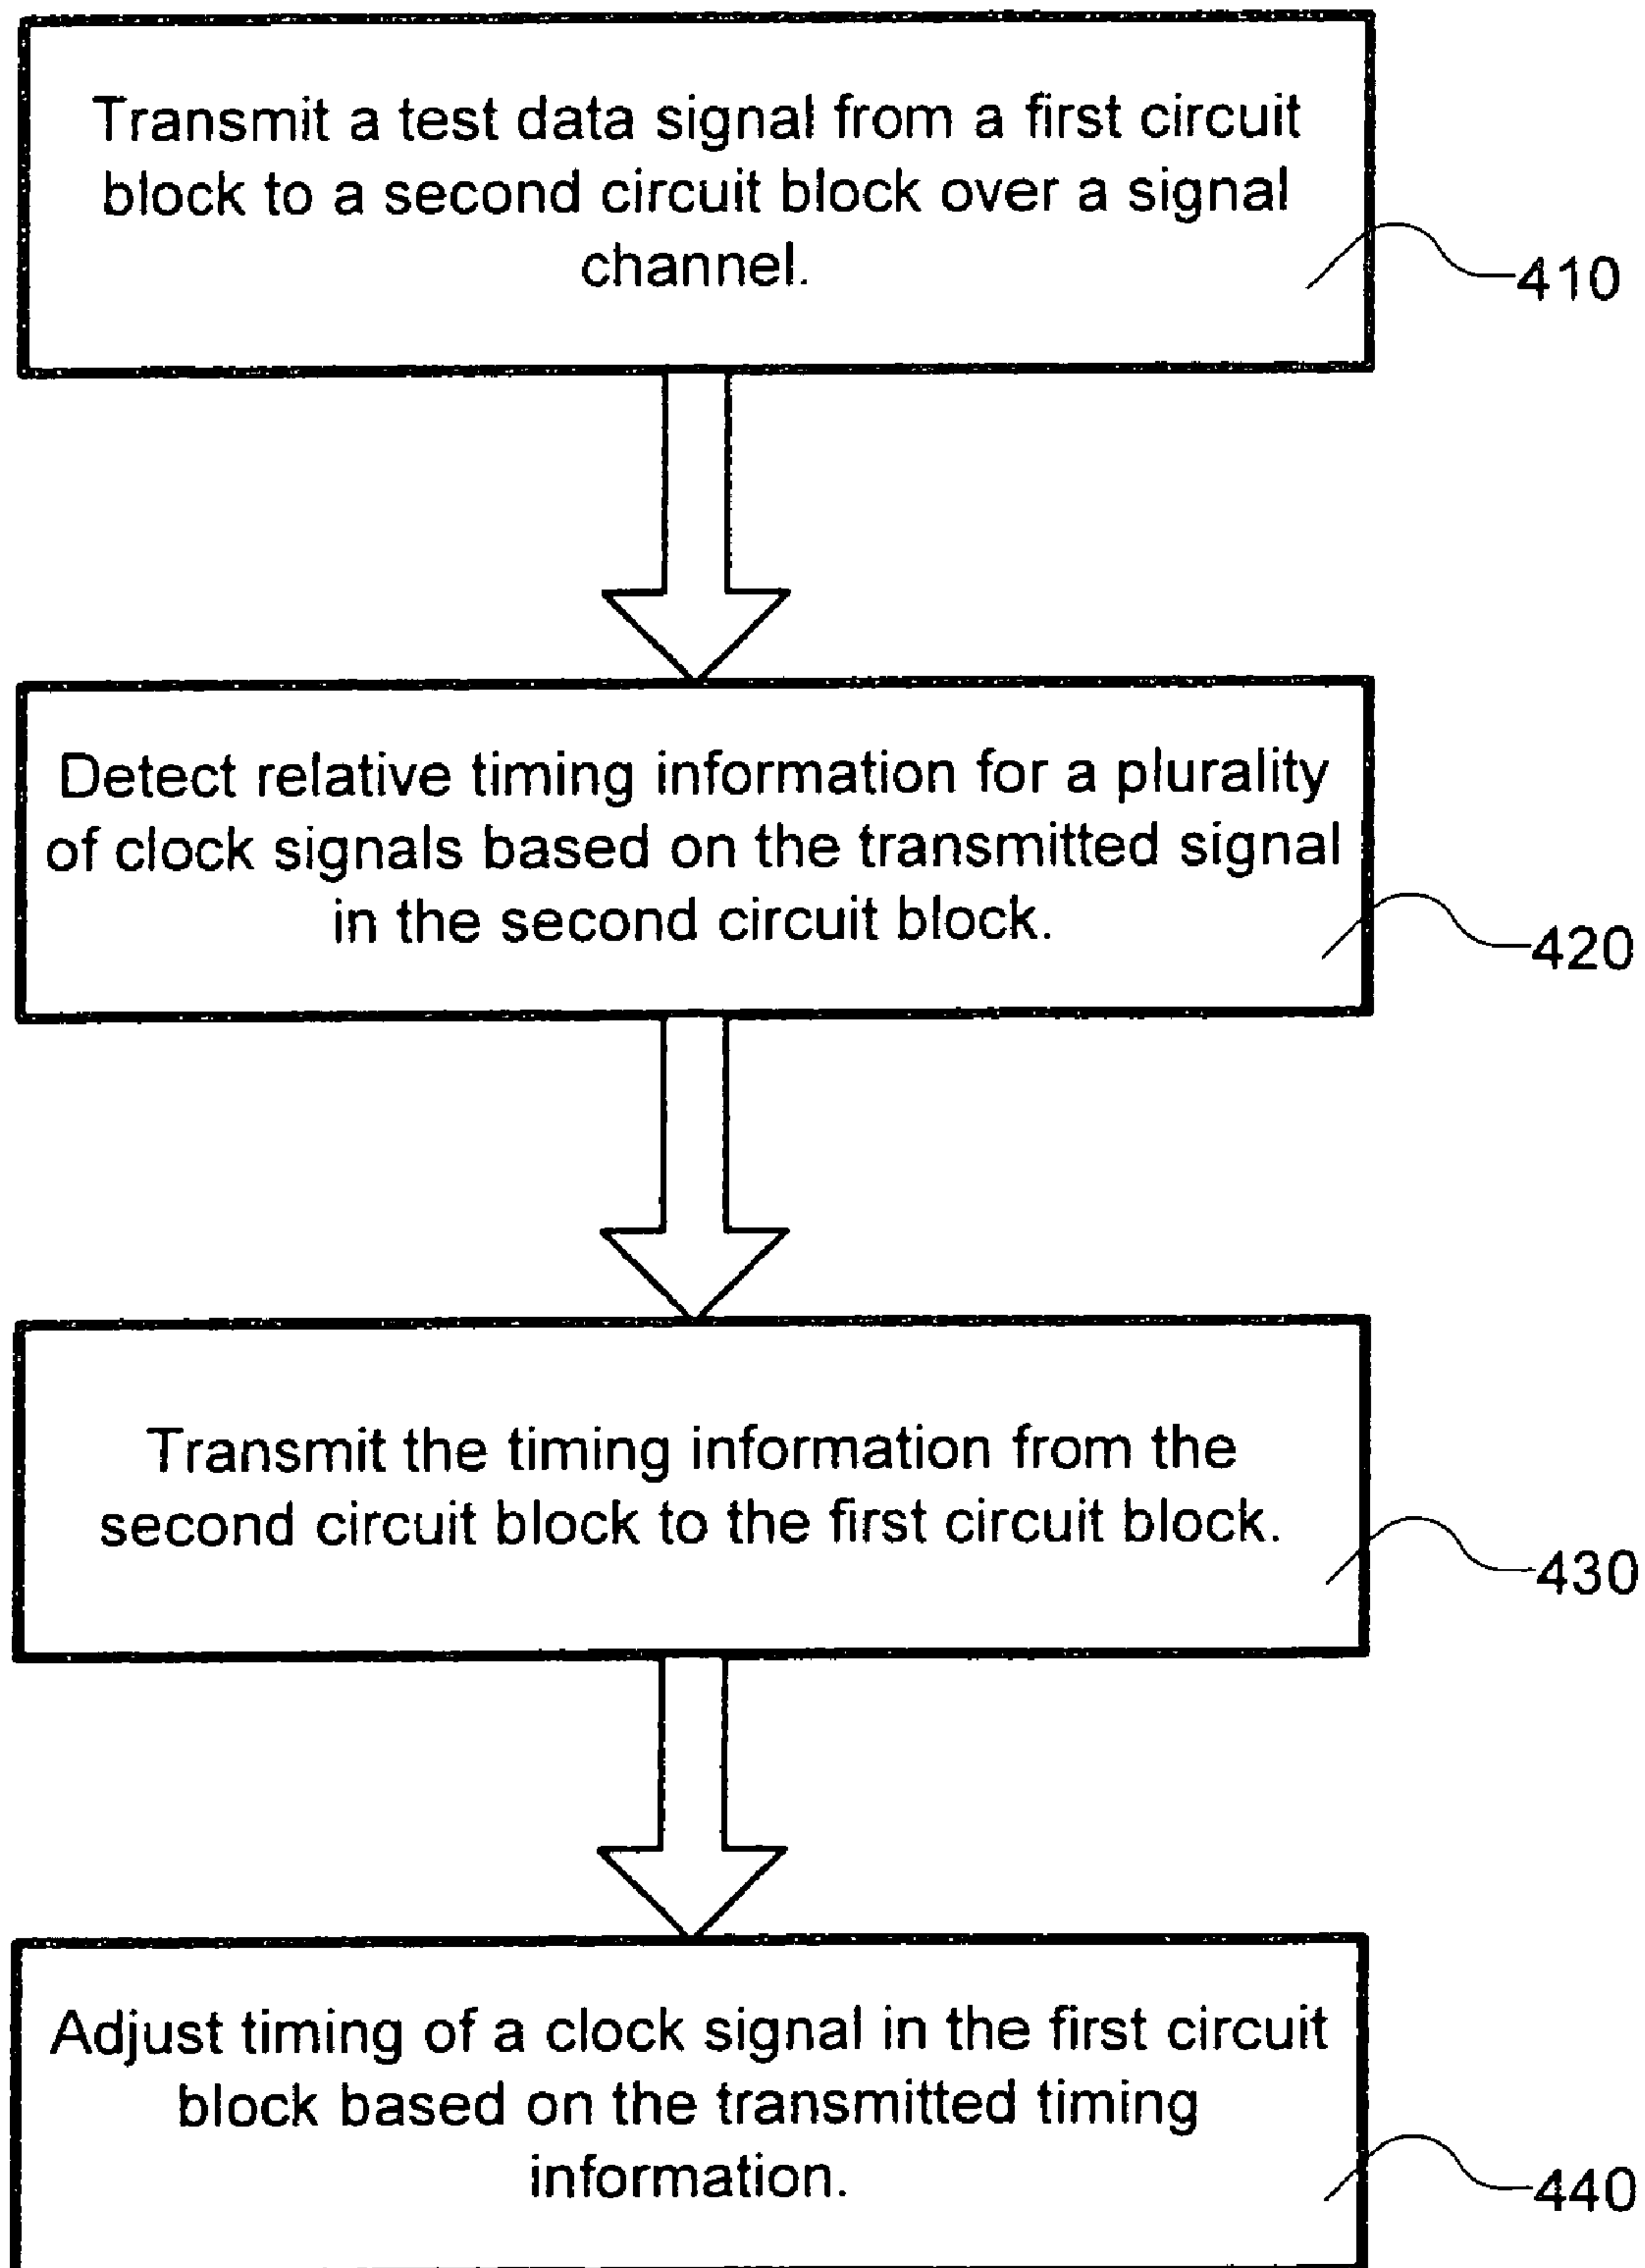 Transmit a test data signal from a first circuit
block to a second circuit block over a signal
channel.
410
Detect relative timing information for a plurality
of clock signals based on the transmitted signal
in the second circuit block.
420
Transmit the timing information from the
second circuit block to the first circuit block.
430
Adjust timing of a clock signal in the first circuit
block based on the transmitted timing
information.
440